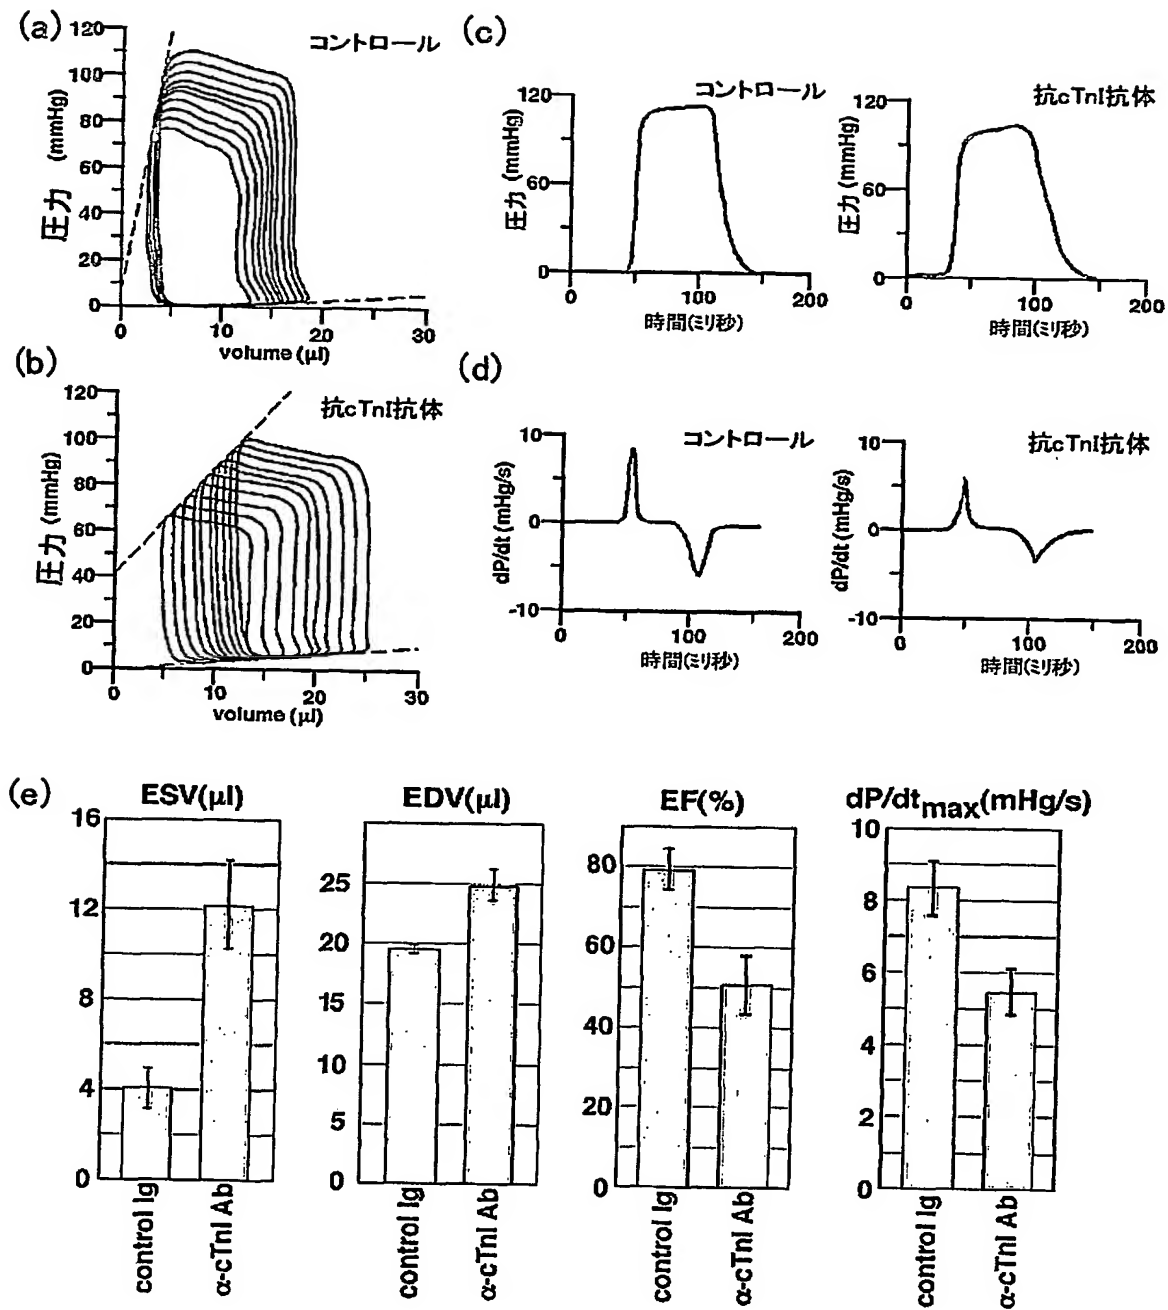 (a)
コントロール
圧力 (mmHg)
120
100
80
60
40
20
0
0 10 20 30
volume (μl)
(b)
抗cTnI抗体
圧力 (mmHg)
120
100
80
60
40
20
0
0 10 20 30
volume (μl)
(c)
コントロール
圧力 (mmHg)
120
60
0
0 100 200
時間(ミリ秒)
抗cTnI抗体
圧力 (mmHg)
120
60
0
0 100 200
時間(ミリ秒)
(d)
コントロール
dP/dt (mHg/s)
10
0
-10
0 100 200
時間(ミリ秒)
抗cTnI抗体
dP/dt (mHg/s)
10
0
-10
0 100 200
時間(ミリ秒)
(e)
ESV(μl)
16
12
8
4
0
control Ig
α-cTnI Ab
EDV(μl)
25
20
15
10
5
0
control Ig
α-cTnI Ab
EF(%)
80
60
40
20
0
control Ig
α-cTnI Ab
dP/dtmax(mHg/s)
10
8
6
4
2
0
control Ig
α-cTnI Ab